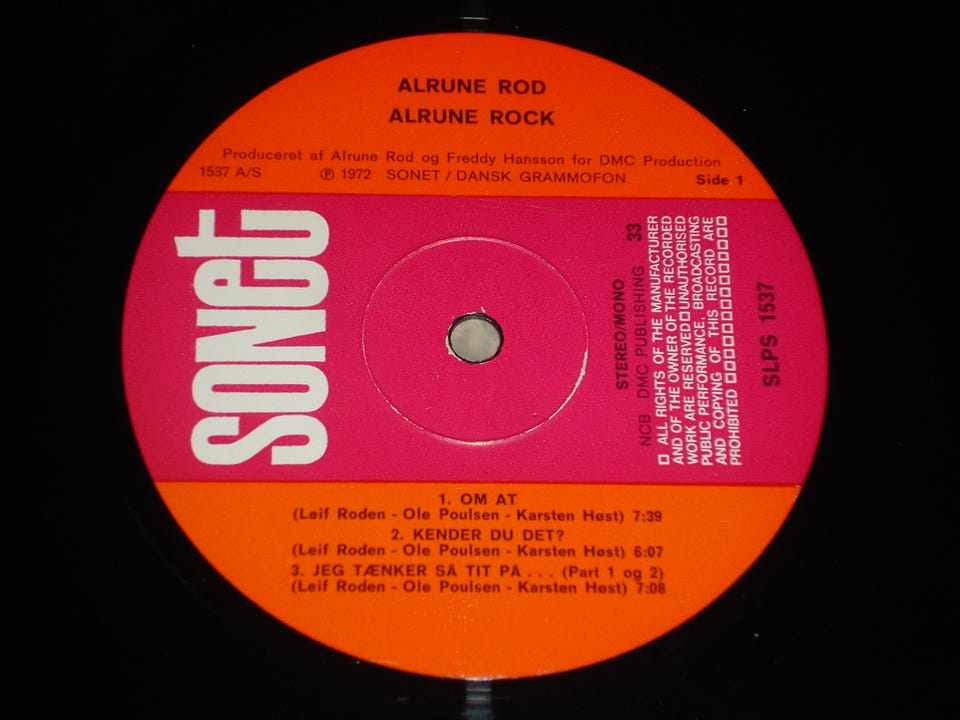 ALRUNE ROD
ALRUNE ROCK
Produceret af Alrune Rod og Freddy Hansson for DMC Production
1537 A/S ℗ 1972 SONET / DANSK GRAMMOFON
Side 1
SONET
STEREO/MONO 33
NCB DMC PUBLISHING
□ ALL RIGHTS OF THE MANUFACTURER
AND OF THE OWNER OF THE RECORDED
WORK ARE RESERVED □ UNAUTHORISED
PUBLIC PERFORMANCE, BROADCASTING
AND COPYING OF THIS RECORD ARE
PROHIBITED □□□□□□□□□□□□□□
SLPS 1537
1. OM AT
(Leif Roden - Ole Poulsen - Karsten Høst) 7:39
2. KENDER DU DET?
(Leif Roden - Ole Poulsen - Karsten Høst) 6:07
3. JEG TÆNKER SÅ TIT PÅ . . . (Part 1 og 2)
(Leif Roden - Ole Poulsen - Karsten Høst) 7:08